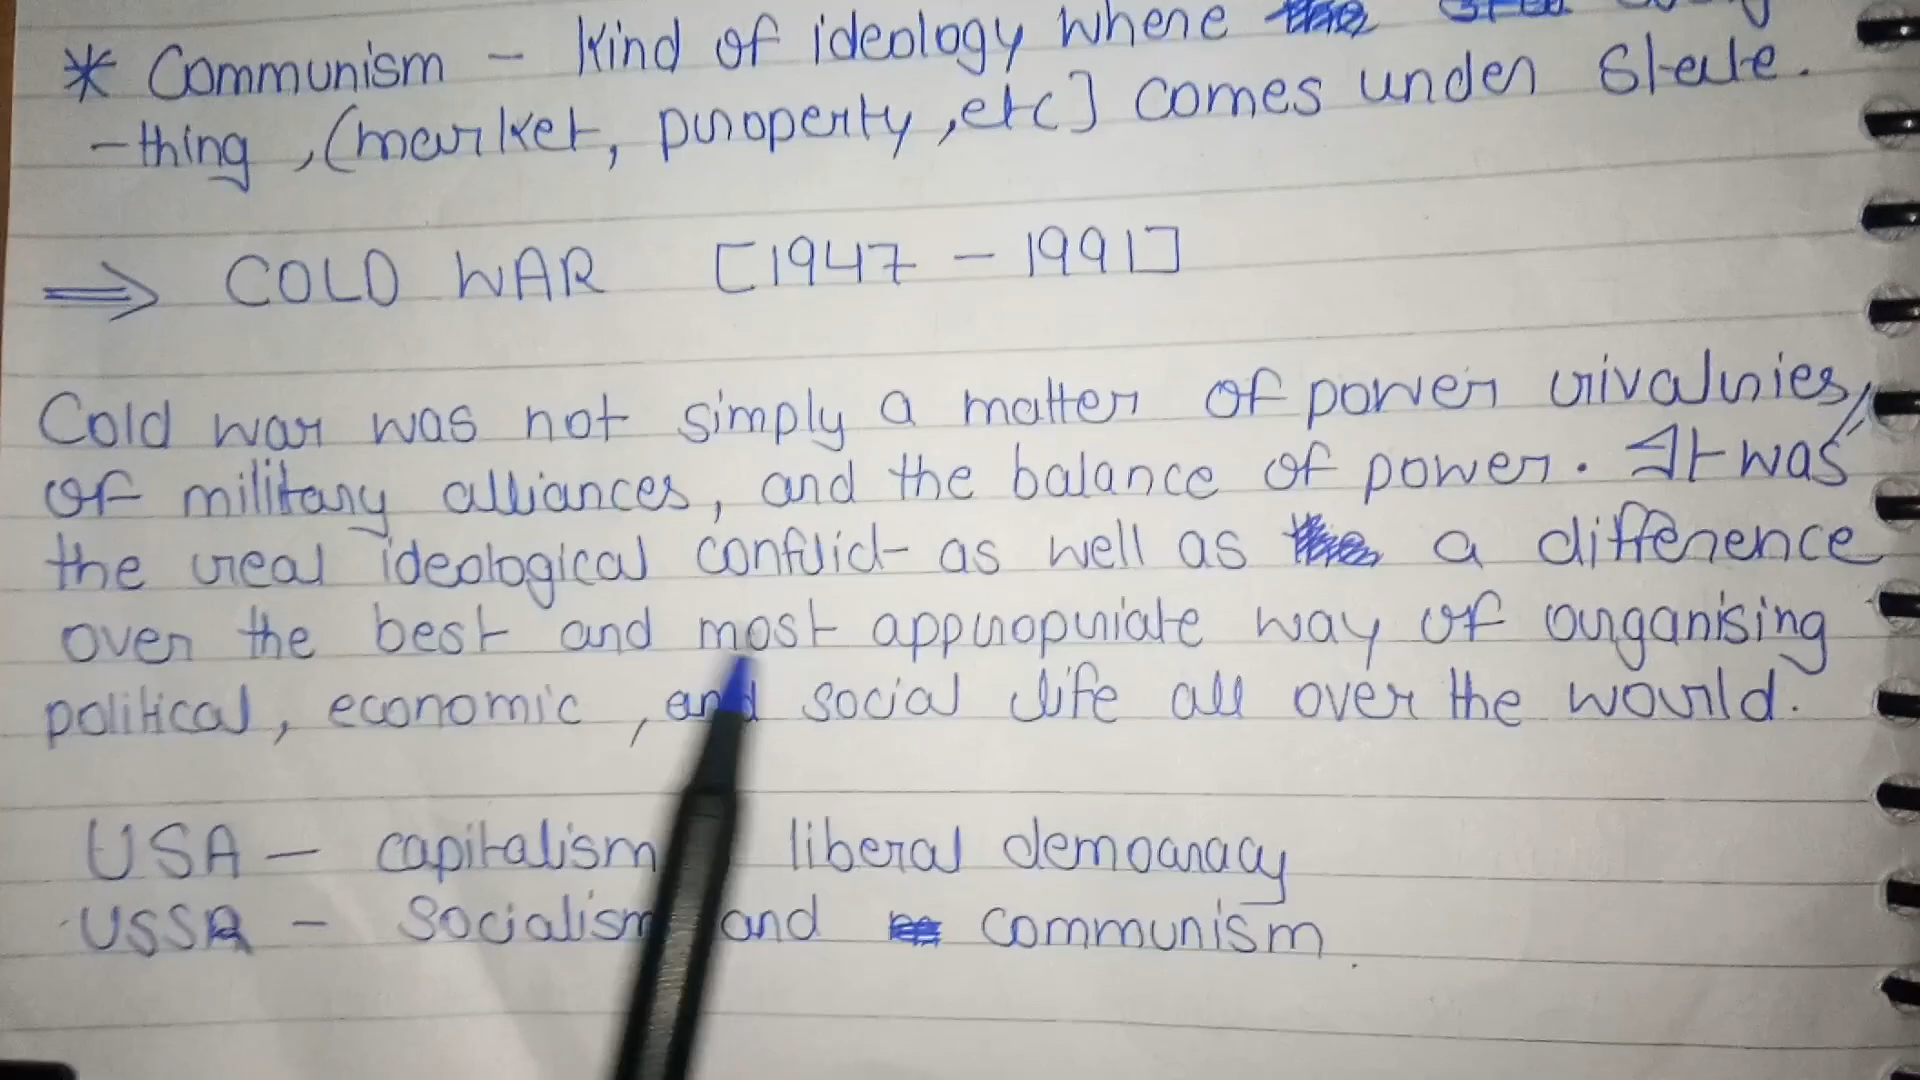 * Communism - kind of ideology where
-thing, (market, property, etc] comes under State.
⇒ COLD WAR [1947 - 1991]
Cold war was not simply a matter of power rivalries,
of military alliances, and the balance of power. It was
the real ideological conflict as well as a difference
over the best and most appropriate way of organising
political, economic, and social life all over the world.
USA - capitalism liberal democracy
USSR - Socialism and communism